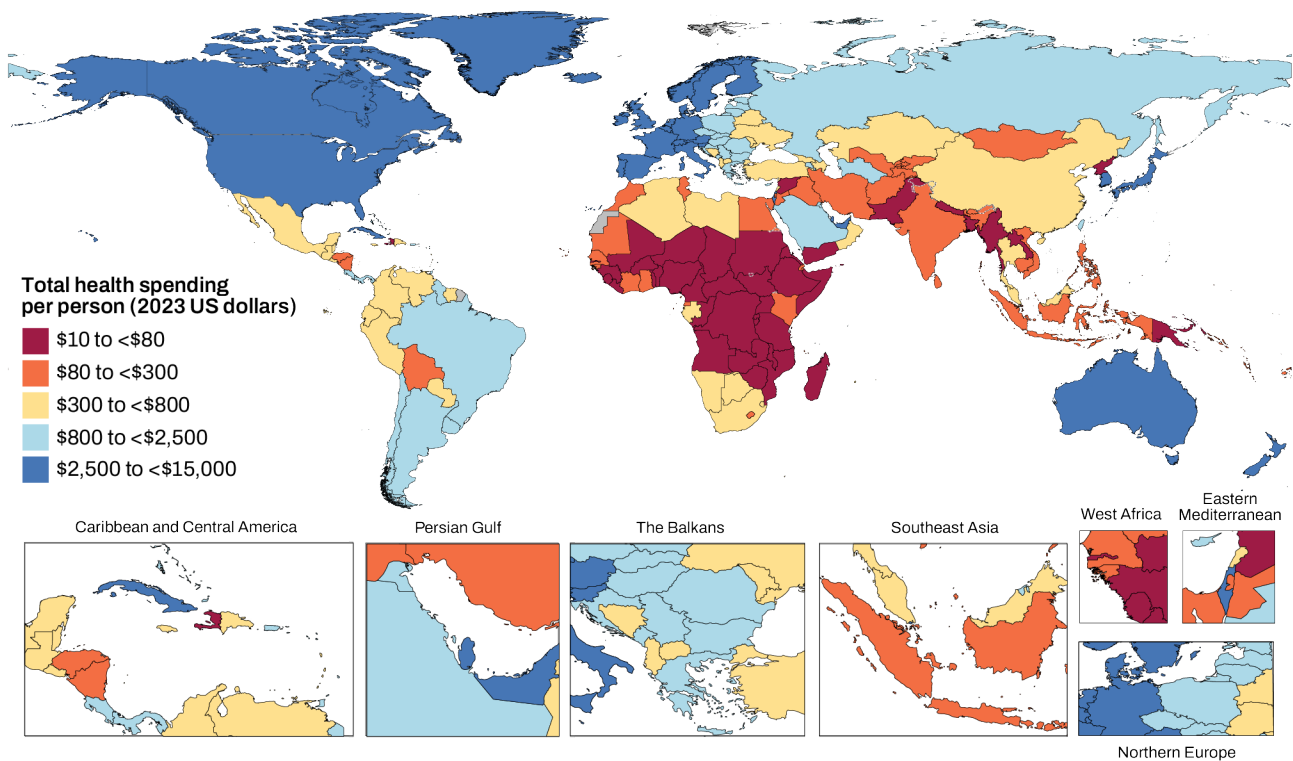 Total health spending
per person (2023 US dollars)
$10 to <$80
$80 to <$300
$300 to <$800
$800 to <$2,500
$2,500 to <$15,000
Caribbean and Central America
Persian Gulf
The Balkans
Southeast Asia
West Africa
Eastern
Mediterranean
Northern Europe